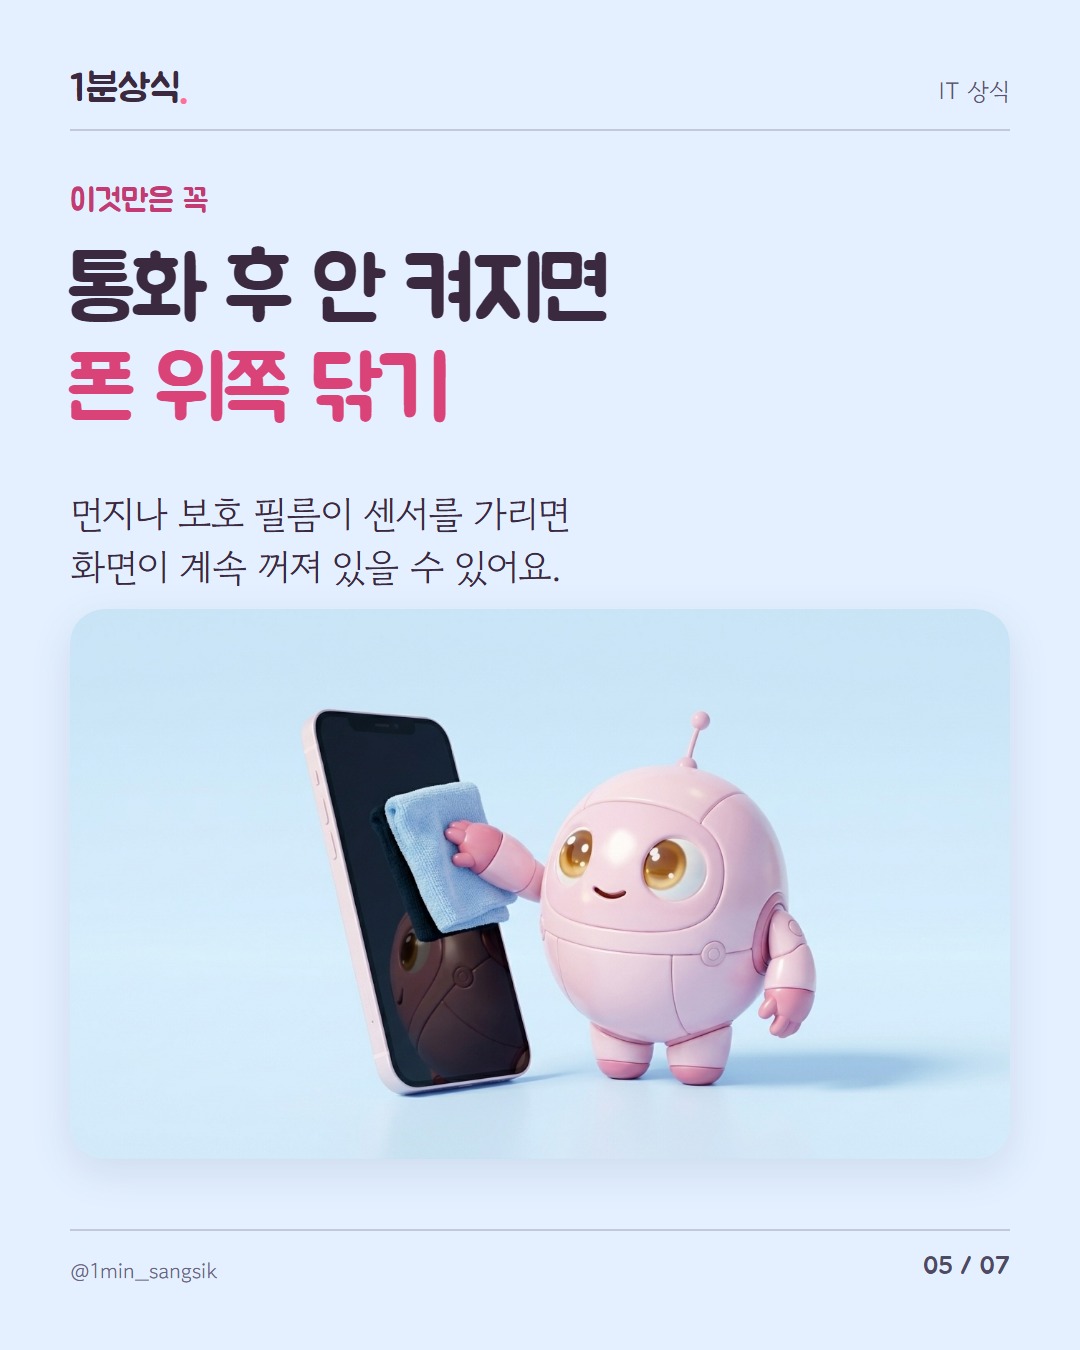 1분상식.
IT 상식
이것만은 꼭
통화 후 안 켜지면
폰 위쪽 닦기
먼지나 보호 필름이 센서를 가리면
화면이 계속 꺼져 있을 수 있어요.
@1min_sangsik
05 / 07